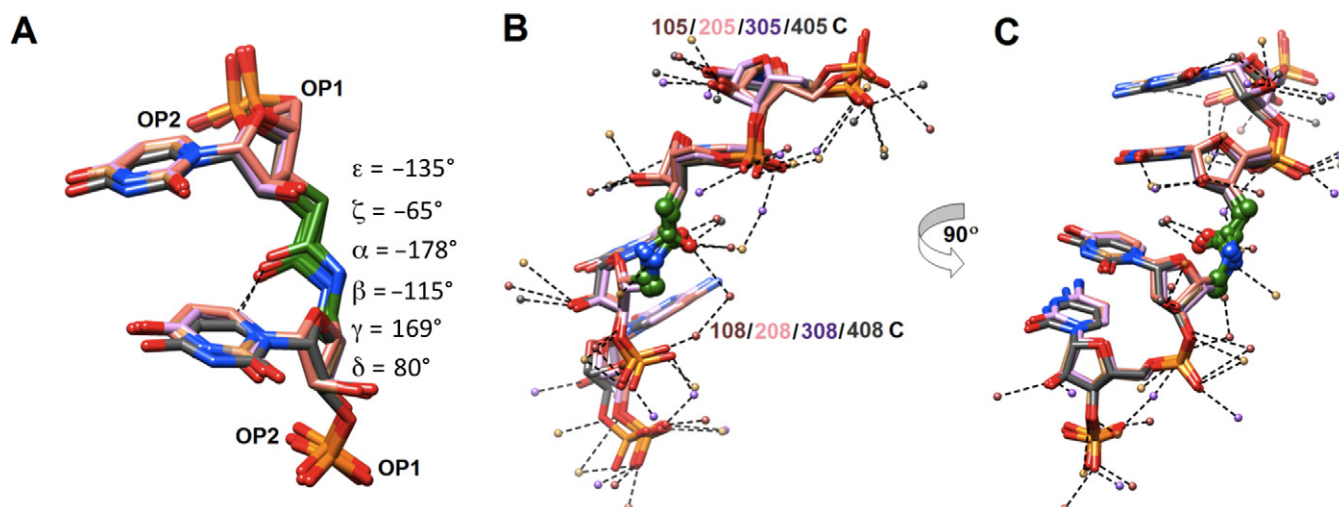 A
OP1
OP2
ε = −135°
ζ = −65°
α = −178°
β = −115°
γ = 169°
δ = 80°
OP2
OP1
B
105/205/305/405 C
108/208/308/408 C
90°
C